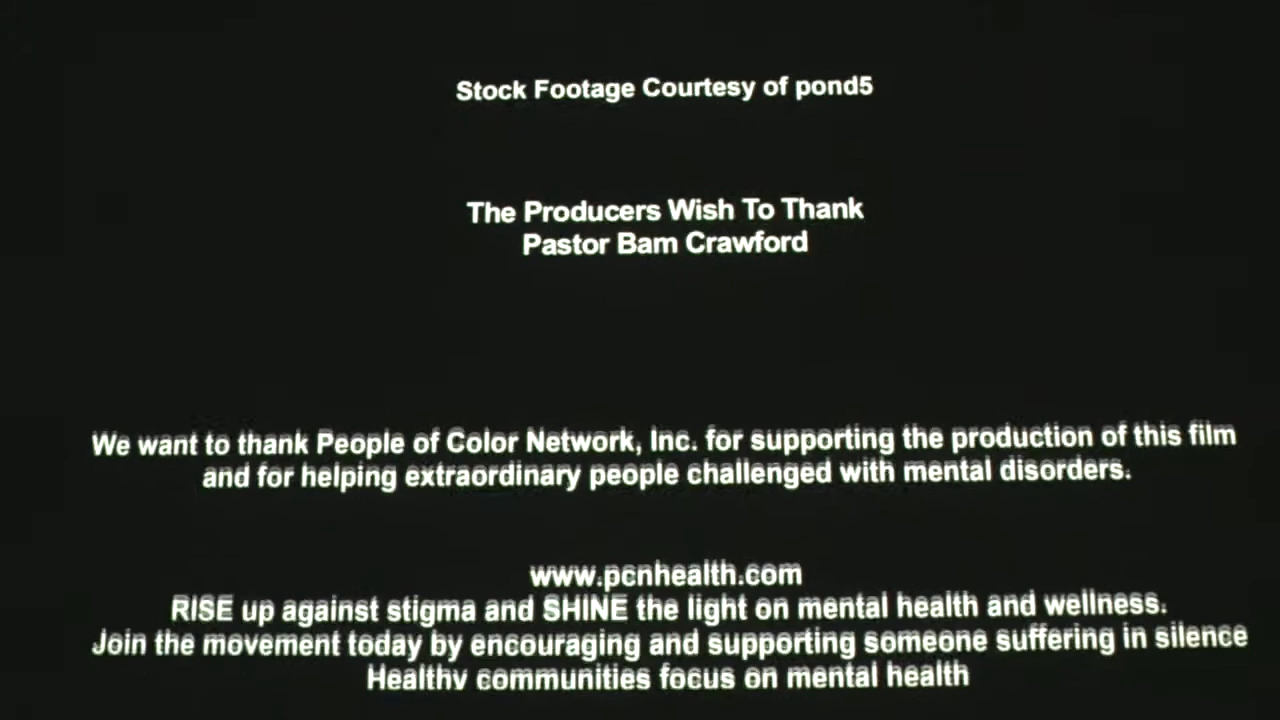 Stock Footage Courtesy of pond5
The Producers Wish To Thank
Pastor Bam Crawford
We want to thank People of Color Network, Inc. for supporting the production of this film
and for helping extraordinary people challenged with mental disorders.
www.pcnhealth.com
RISE up against stigma and SHINE the light on mental health and wellness.
Join the movement today by encouraging and supporting someone suffering in silence
Healthy communities focus on mental health